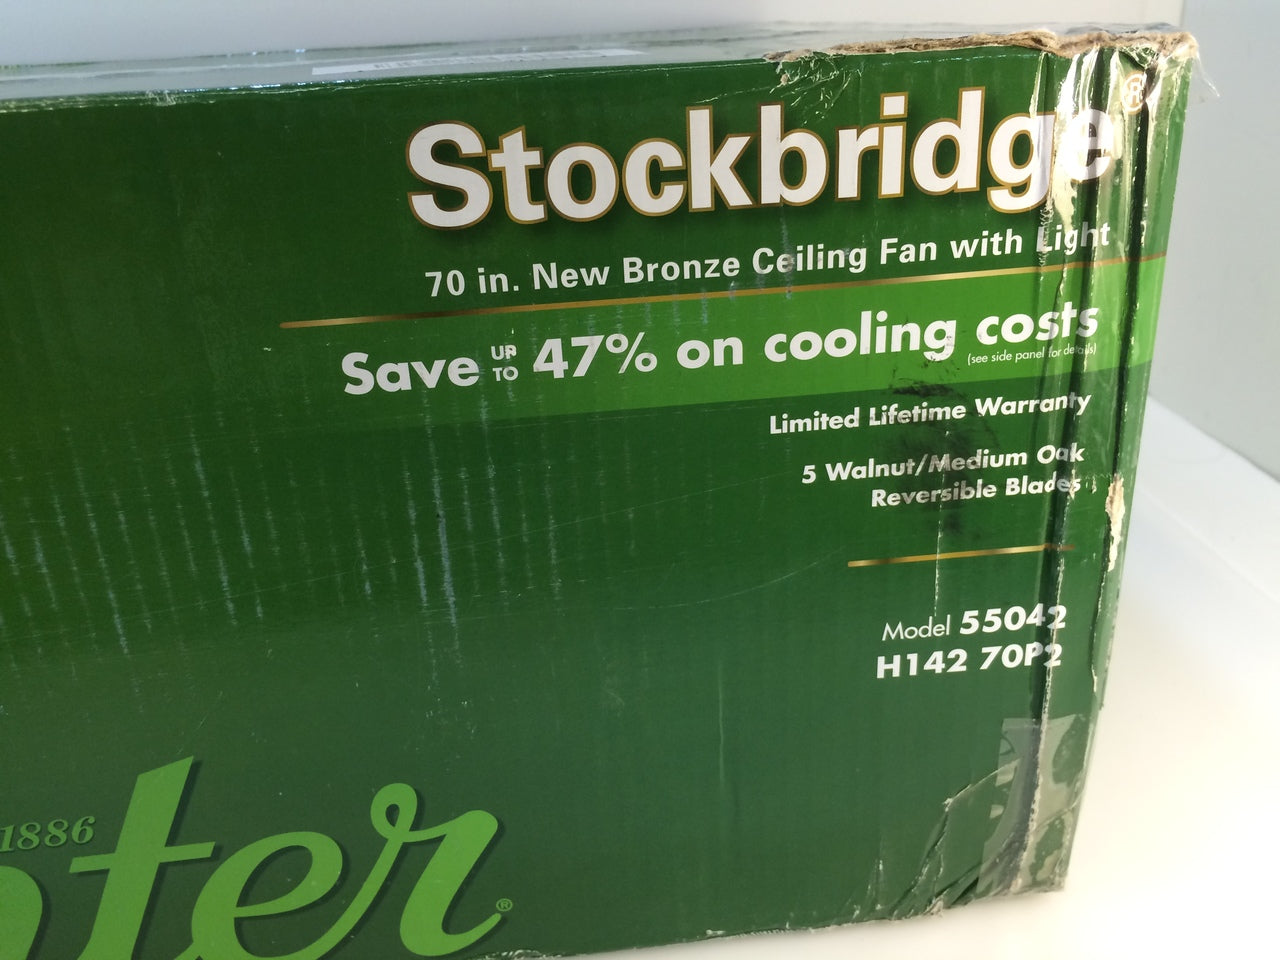 Stockbridge®
70 in. New Bronze Ceiling Fan with Light
Save UP TO 47% on cooling costs
(see side panel for details)
Limited Lifetime Warranty
5 Walnut/Medium Oak
Reversible Blades
Model 55042
H142 70P2
1886
nter®